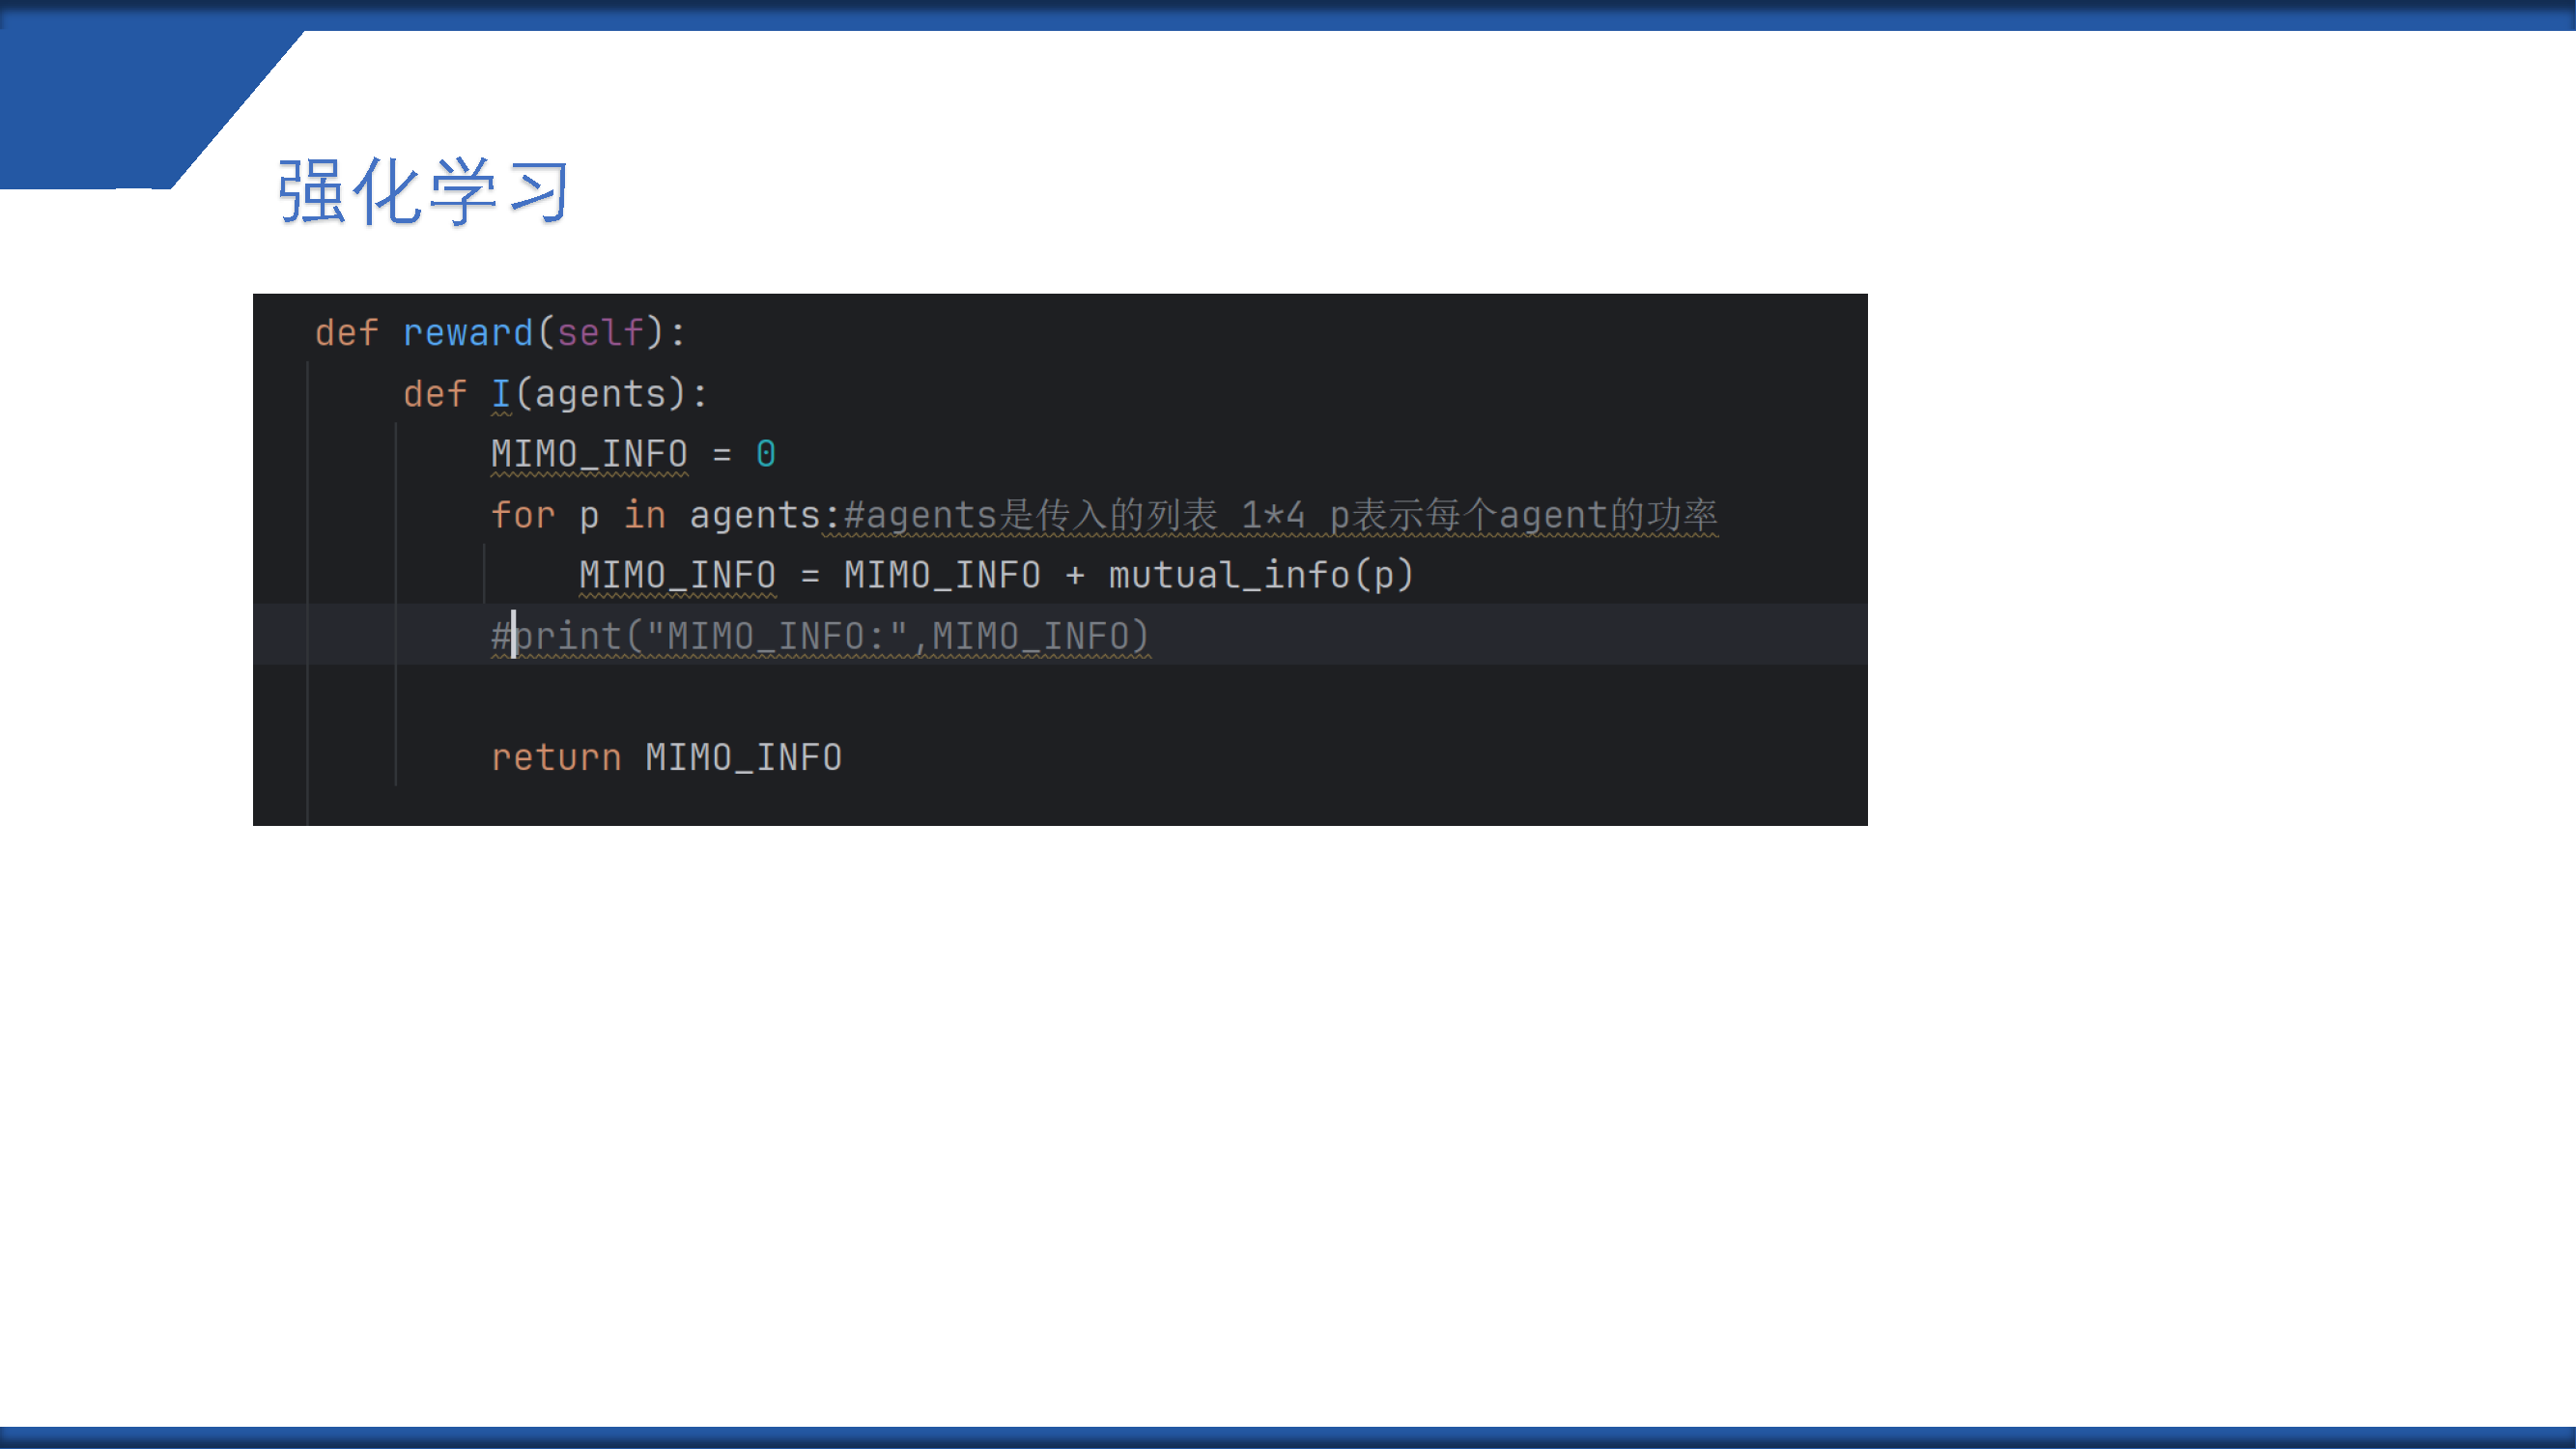 强化学习
def reward(self):
def I(agents):
MIMO_INFO = 0
for p in agents:#agents是传入的列表 1*4 p表示每个agent的功率
MIMO_INFO = MIMO_INFO + mutual_info(p)
#print("MIMO_INFO:",MIMO_INFO)
return MIMO_INFO